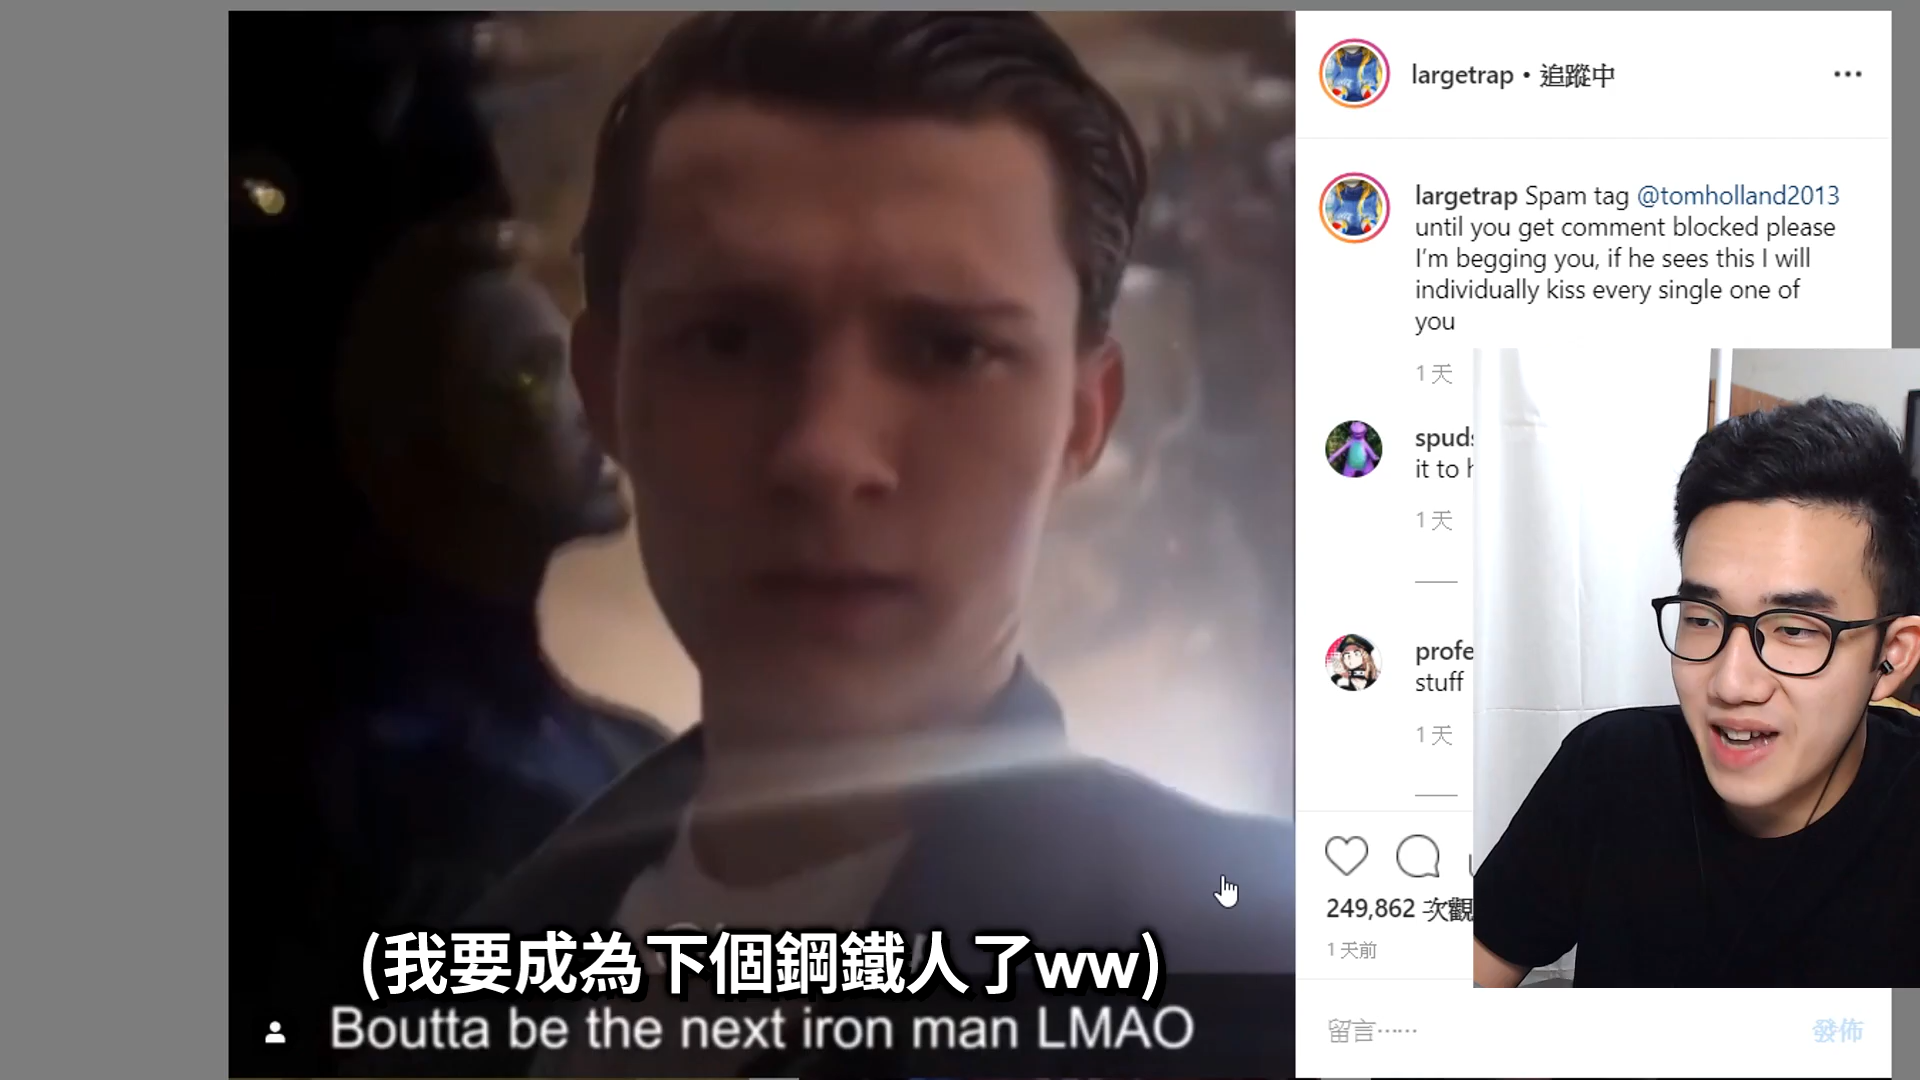 largetrap • 追蹤中
largetrap Spam tag @tomholland2013
until you get comment blocked please
I'm begging you, if he sees this I will
individually kiss every single one of
you
1 天
it to
1 天
stuff
1 天
249,862 次觀
1 天前
留言······
發佈
(我要成為下個鋼鐵人了ww)
Boutta be the next iron man LMAO